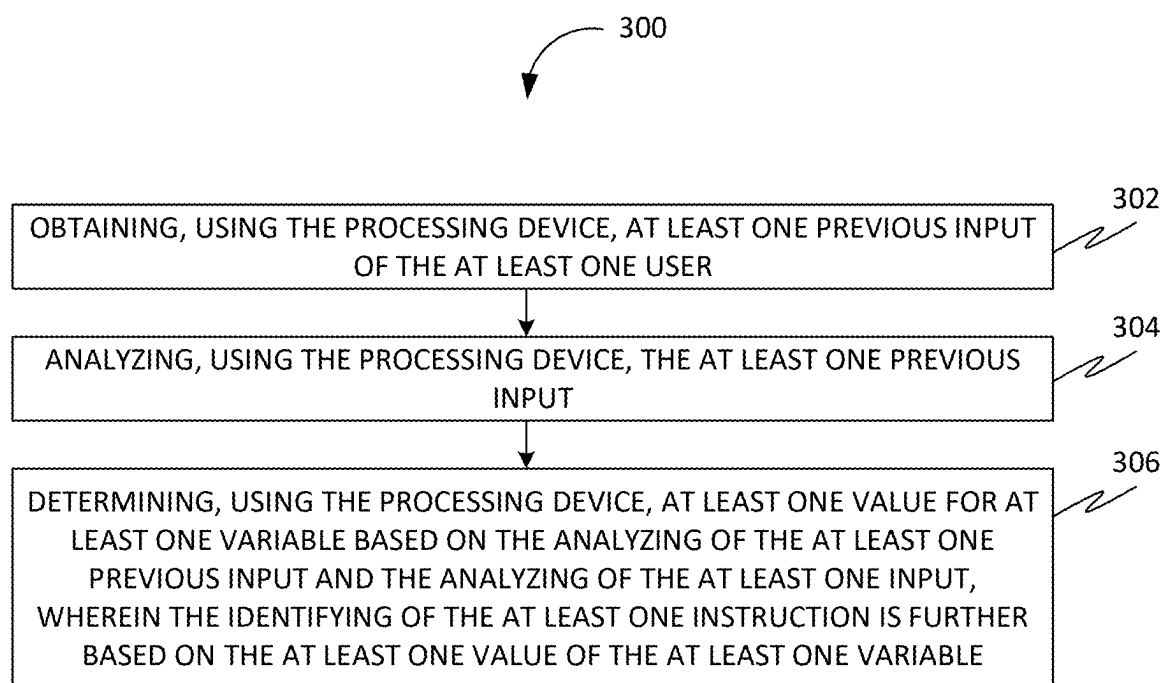 300
302
OBTAINING, USING THE PROCESSING DEVICE, AT LEAST ONE PREVIOUS INPUT
OF THE AT LEAST ONE USER
304
ANALYZING, USING THE PROCESSING DEVICE, THE AT LEAST ONE PREVIOUS
INPUT
306
DETERMINING, USING THE PROCESSING DEVICE, AT LEAST ONE VALUE FOR AT
LEAST ONE VARIABLE BASED ON THE ANALYZING OF THE AT LEAST ONE
PREVIOUS INPUT AND THE ANALYZING OF THE AT LEAST ONE INPUT,
WHEREIN THE IDENTIFYING OF THE AT LEAST ONE INSTRUCTION IS FURTHER
BASED ON THE AT LEAST ONE VALUE OF THE AT LEAST ONE VARIABLE